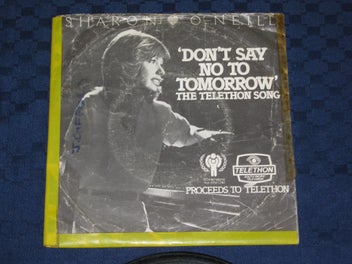 SHARON O'NEILL
'DON'T SAY
NO TO
TOMORROW'
THE TELETHON SONG
TELETHON
PROCEEDS TO TELETHON